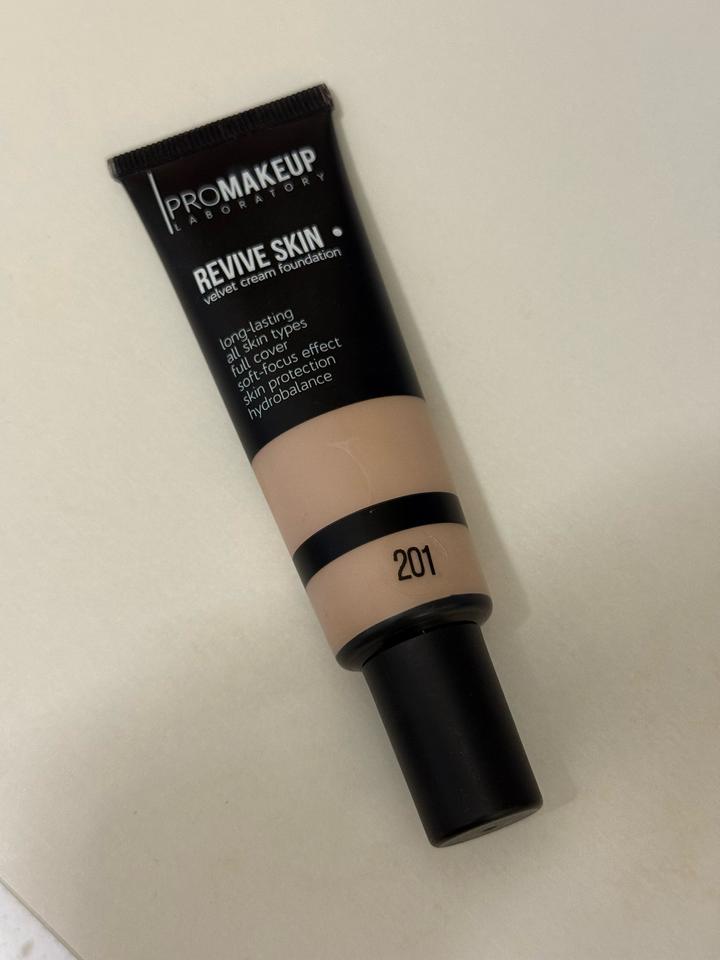 PROMAKEUP
LABORATORY
REVIVE SKIN
velvet cream foundation
long-lasting
all skin types
full cover
soft-focus effect
skin protection
hydrobalance
201